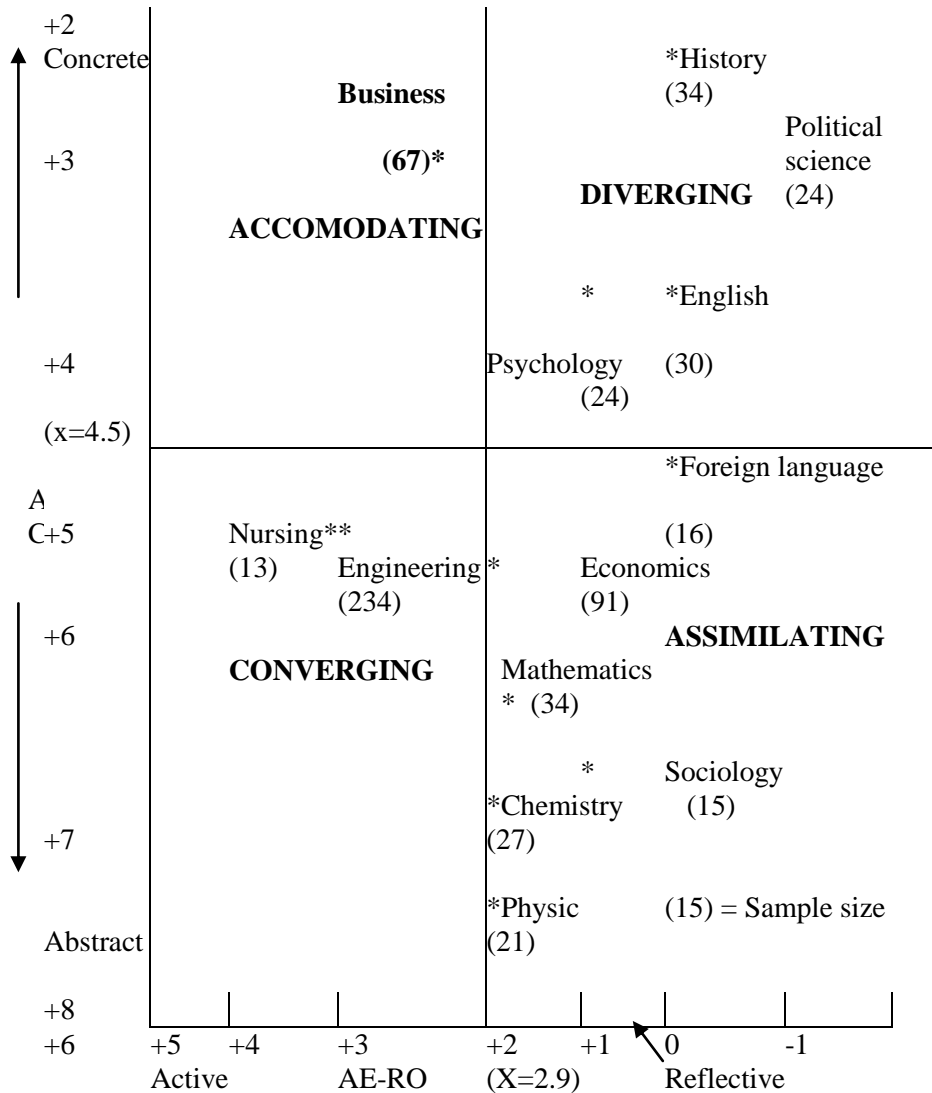 +2
Concrete *History
Business (34)
Political
+3 (67)* science
DIVERGING (24)
ACCOMODATING
* *English
+4 Psychology (30)
(24)
(x=4.5)
*Foreign language
A
C+5 Nursing** (16)
(13) Engineering * Economics
(234) (91)
+6 ASSIMILATING
CONVERGING Mathematics
* (34)
* Sociology
*Chemistry (15)
+7 (27)
*Physic (15) = Sample size
Abstract (21)
+8
+6 +5 +4 +3 +2 +1 0 -1
Active AE-RO (X=2.9) Reflective